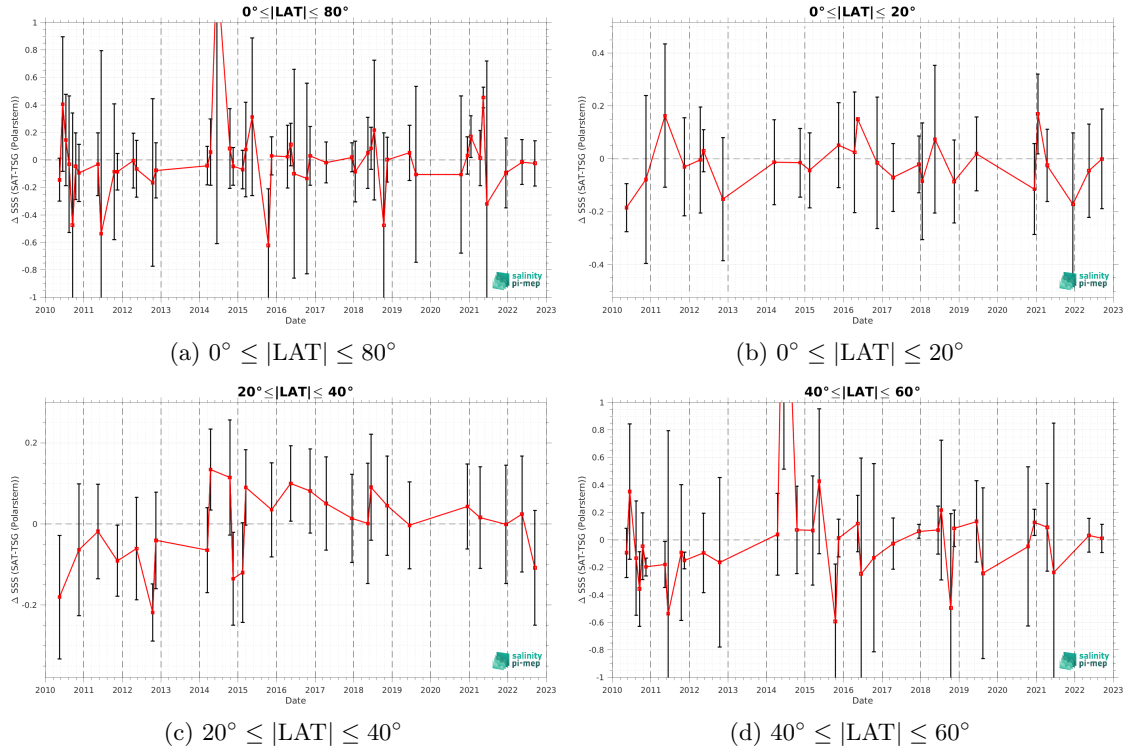 0°≤|LAT|≤ 80°
Δ SSS (SAT-TSG (Polarstern))
1
0.8
0.6
0.4
0.2
0
-0.2
-0.4
-0.6
-0.8
-1
2010 2011 2012 2013 2014 2015 2016 2017 2018 2019 2020 2021 2022 2023
Date
salinity
pi-mep
(a) 0° ≤ |LAT| ≤ 80°
0°≤|LAT|≤ 20°
Δ SSS (SAT-TSG (Polarstern))
0.4
0.2
0
-0.2
-0.4
2010 2011 2012 2013 2014 2015 2016 2017 2018 2019 2020 2021 2022 2023
Date
salinity
pi-mep
(b) 0° ≤ |LAT| ≤ 20°
20°≤|LAT|≤ 40°
Δ SSS (SAT-TSG (Polarstern))
0.2
0
-0.2
2010 2011 2012 2013 2014 2015 2016 2017 2018 2019 2020 2021 2022 2023
Date
salinity
pi-mep
(c) 20° ≤ |LAT| ≤ 40°
40°≤|LAT|≤ 60°
Δ SSS (SAT-TSG (Polarstern))
1
0.8
0.6
0.4
0.2
0
-0.2
-0.4
-0.6
-0.8
-1
2010 2011 2012 2013 2014 2015 2016 2017 2018 2019 2020 2021 2022 2023
Date
salinity
pi-mep
(d) 40° ≤ |LAT| ≤ 60°